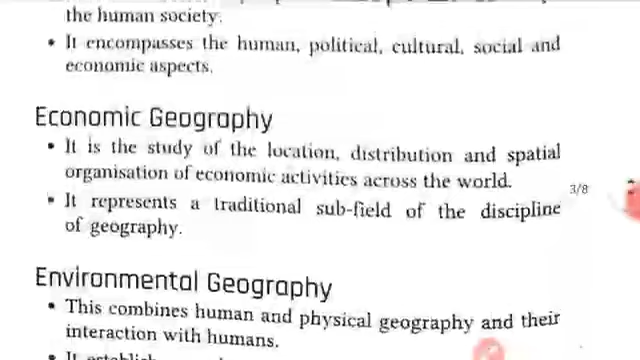 the human society.
• It encompasses the human, political, cultural, social and
economic aspects.
Economic Geography
• It is the study of the location, distribution and spatial
organisation of economic activities across the world.
3/8
• It represents a traditional sub-field of the discipline
of geography.
Environmental Geography
• This combines human and physical geography and their
interaction with humans.
• It